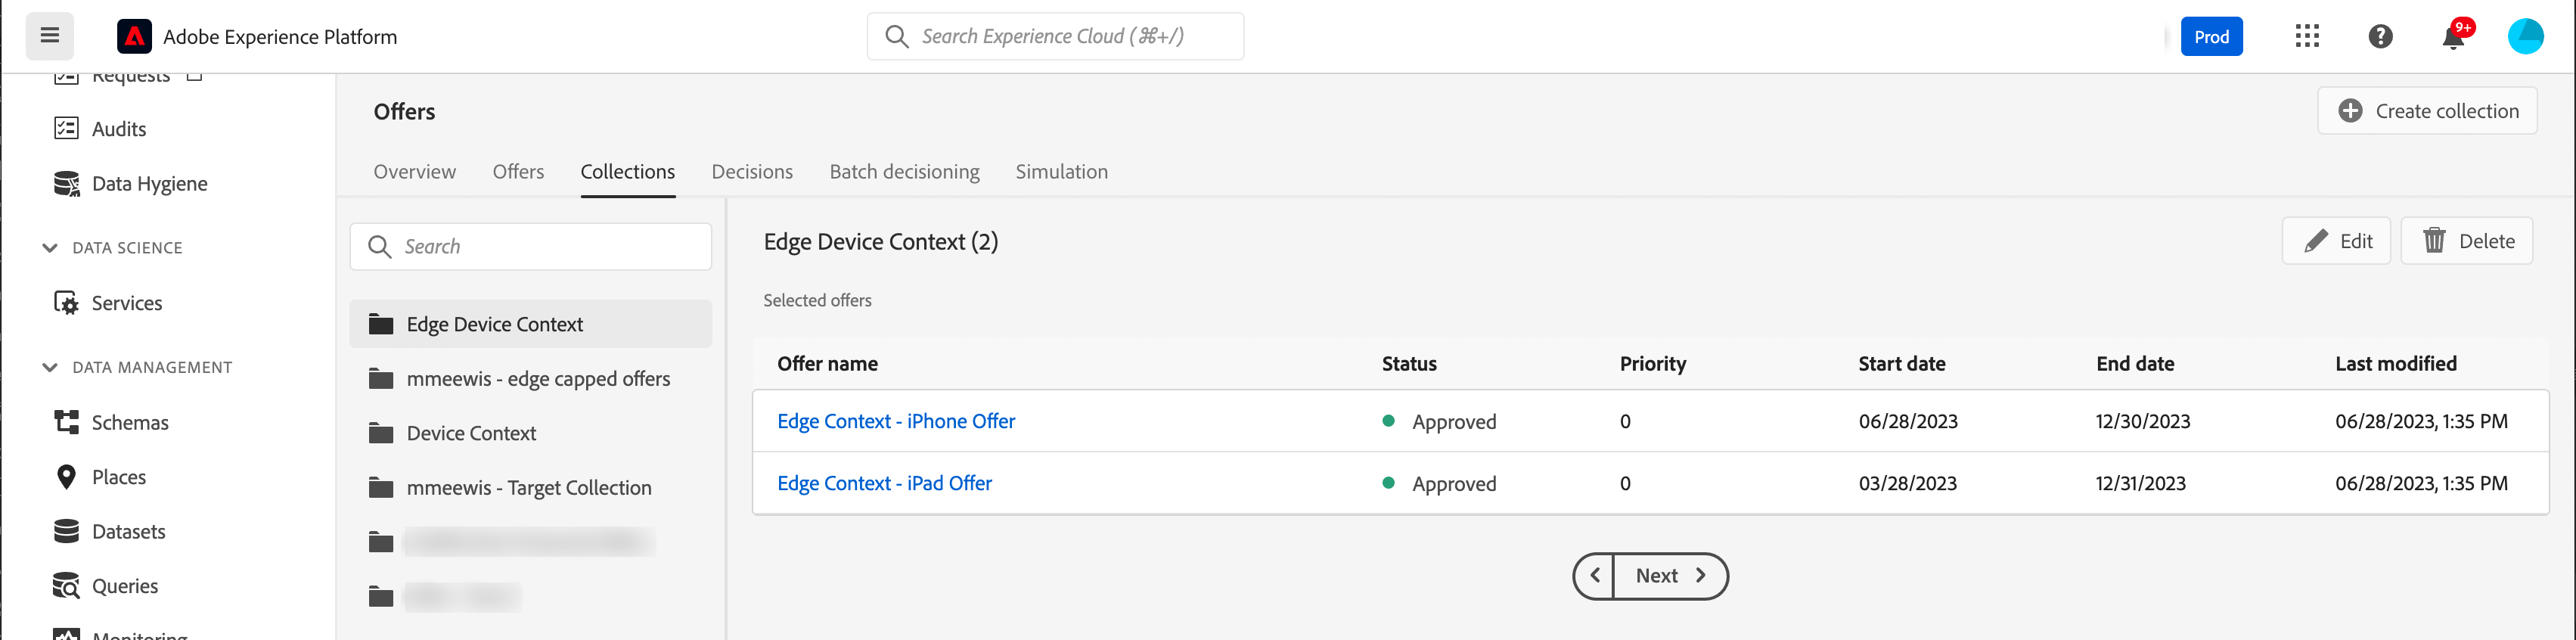 Adobe Experience Platform
Search Experience Cloud (⌘+/)
Prod
9+
Requests
Audits
Data Hygiene
DATA SCIENCE
Services
DATA MANAGEMENT
Schemas
Places
Datasets
Queries
Monitoring
Offers
Create collection
Overview
Offers
Collections
Decisions
Batch decisioning
Simulation
Search
Edge Device Context
mmeewis - edge capped offers
Device Context
mmeewis - Target Collection
Edge Device Context (2)
Edit
Delete
Selected offers
Offer name Status Priority Start date End date Last modified
Edge Context - iPhone Offer Approved 0 06/28/2023 12/30/2023 06/28/2023, 1:35 PM
Edge Context - iPad Offer Approved 0 03/28/2023 12/31/2023 06/28/2023, 1:35 PM
Next